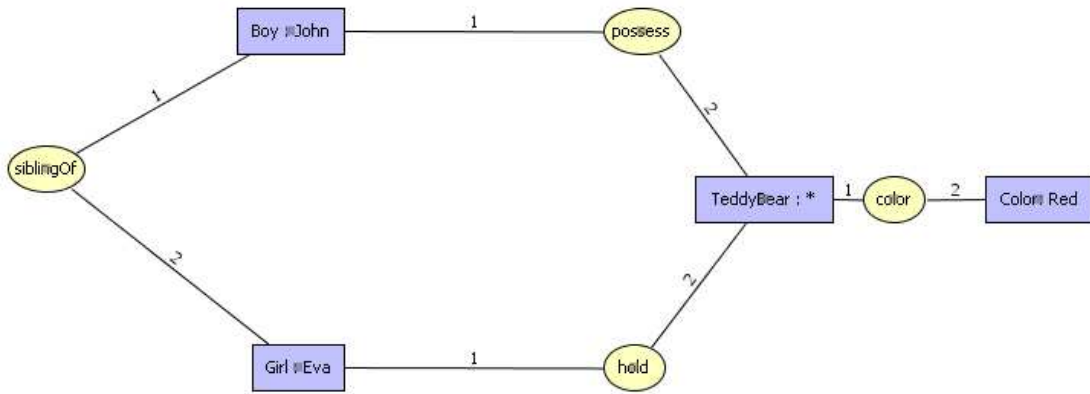 Boy : John
1
possess
1
2
siblingOf
TeddyBear : *
1
color
2
Color : Red
2
2
Girl : Eva
1
hold